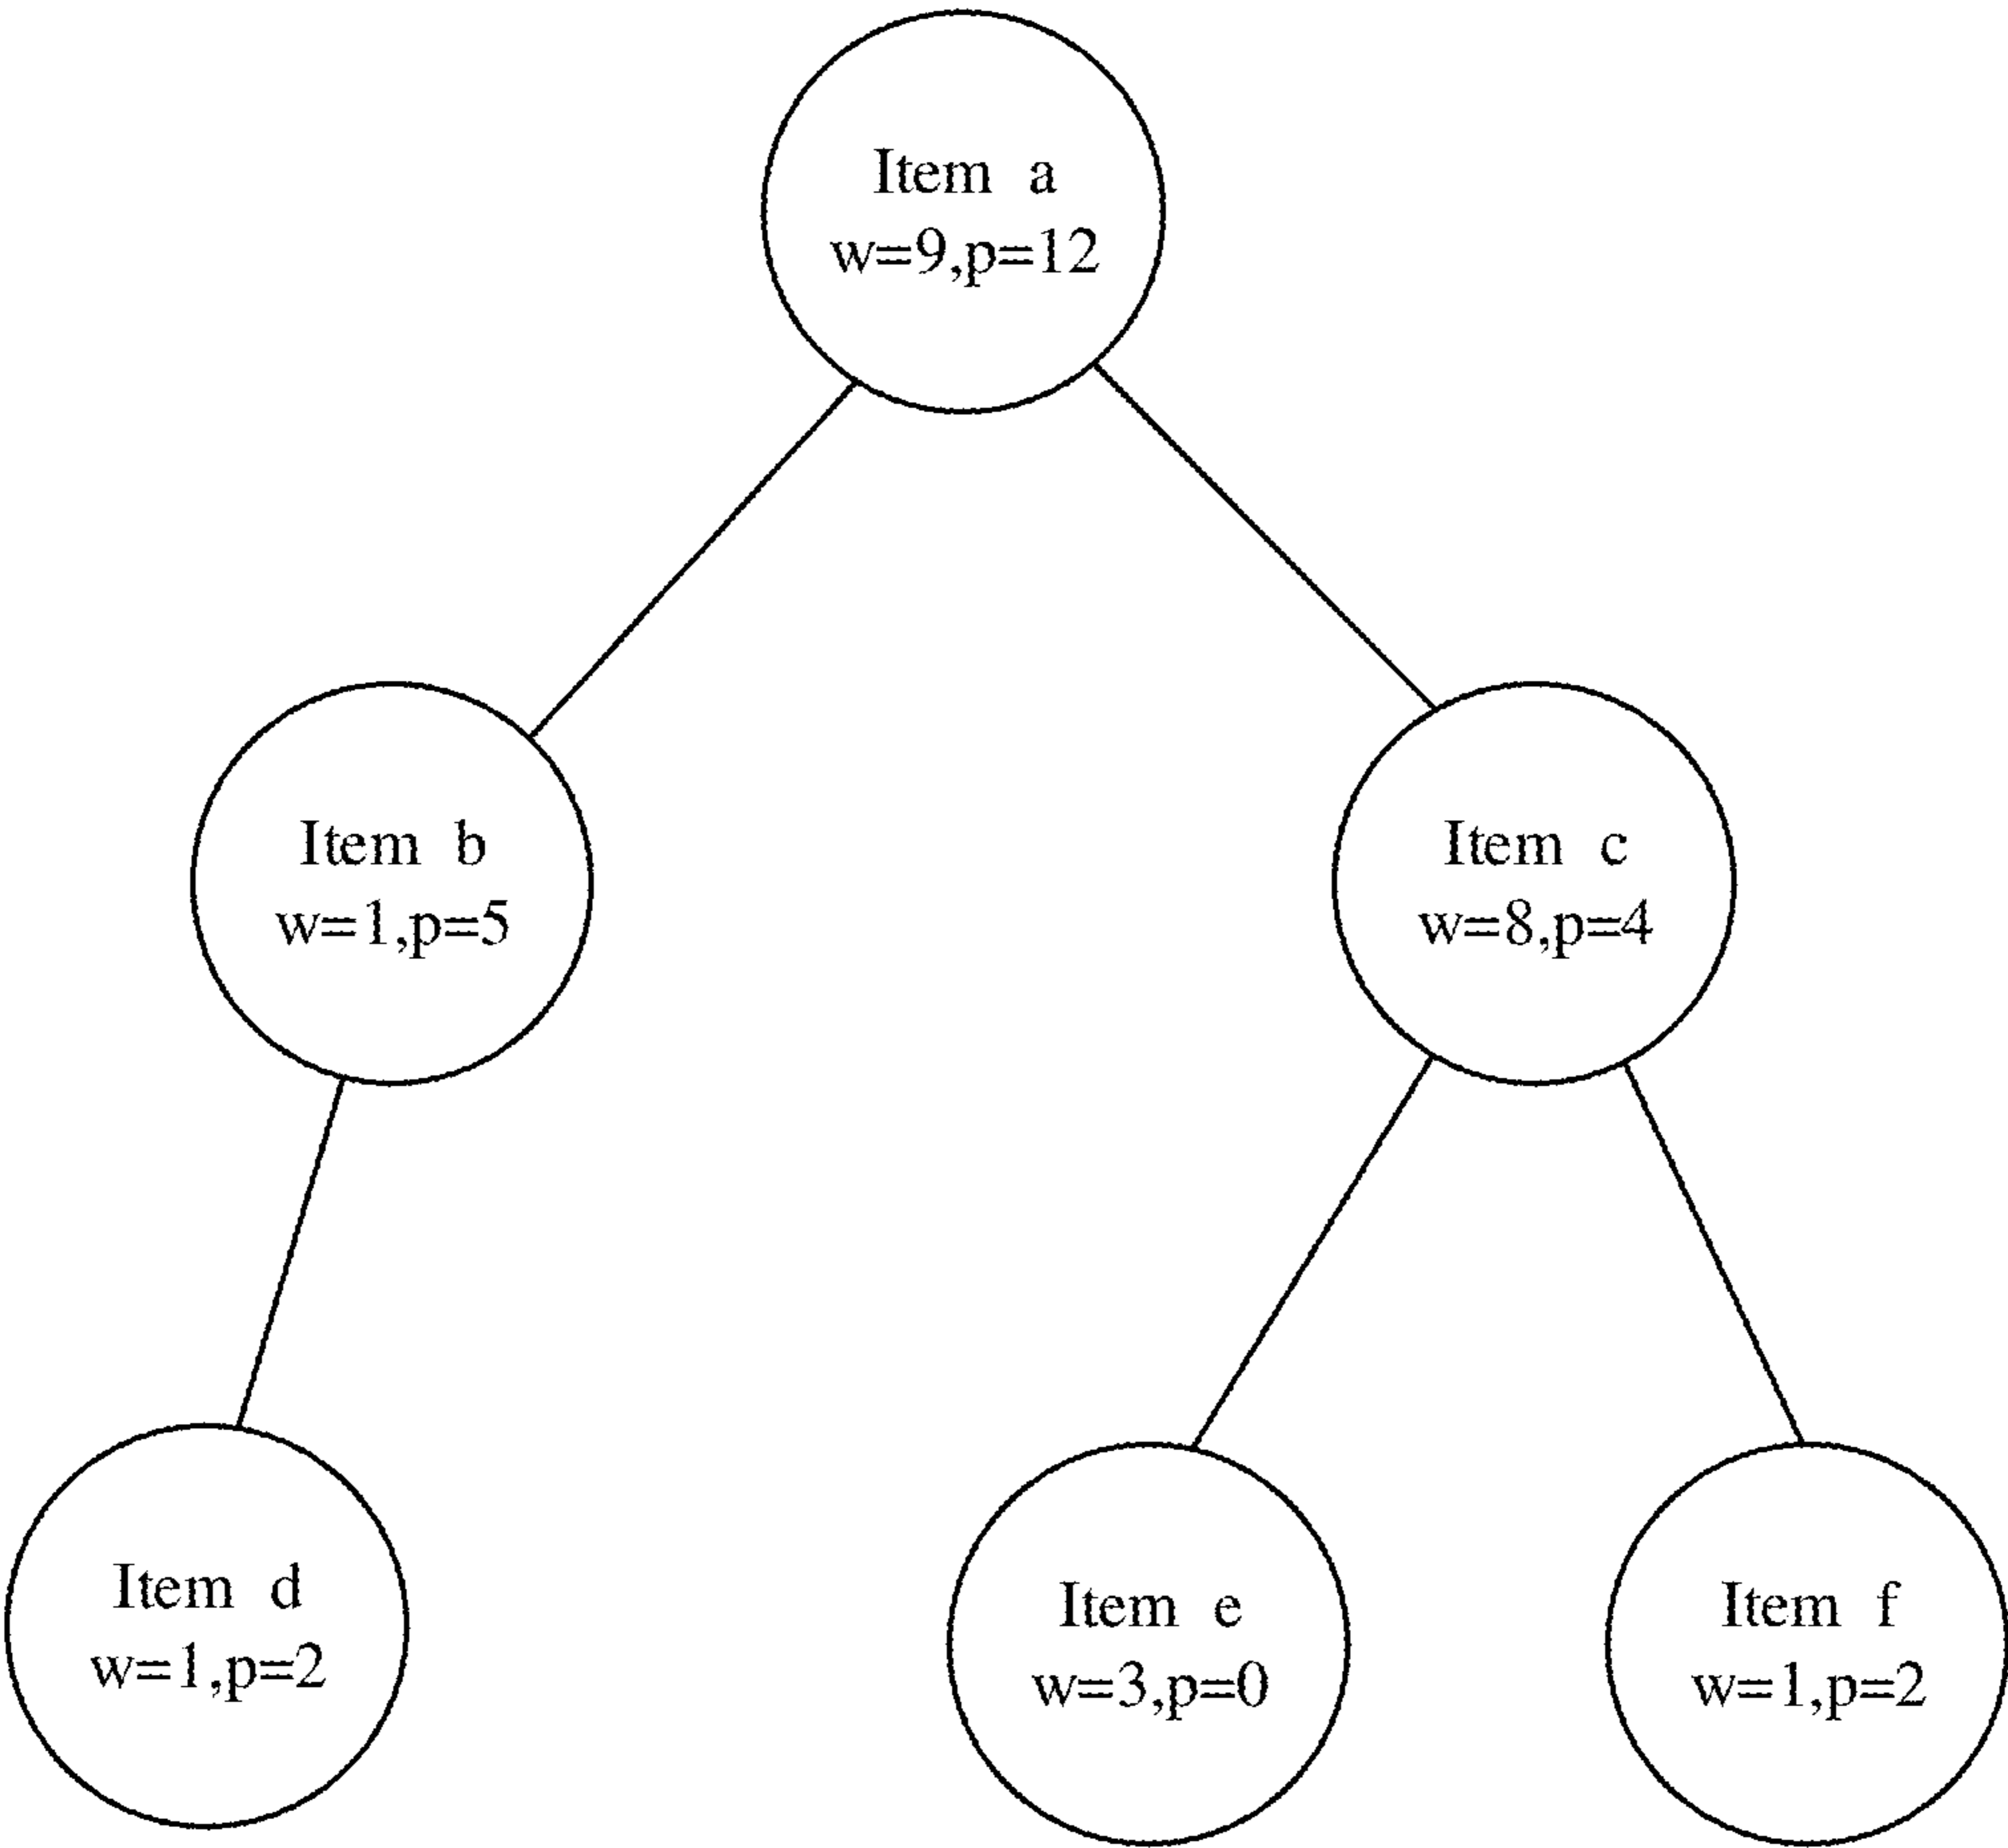 Item a
w=9,p=12
Item b
w=1,p=5
Item c
w=8,p=4
Item d
w=1,p=2
Item e
w=3,p=0
Item f
w=1,p=2